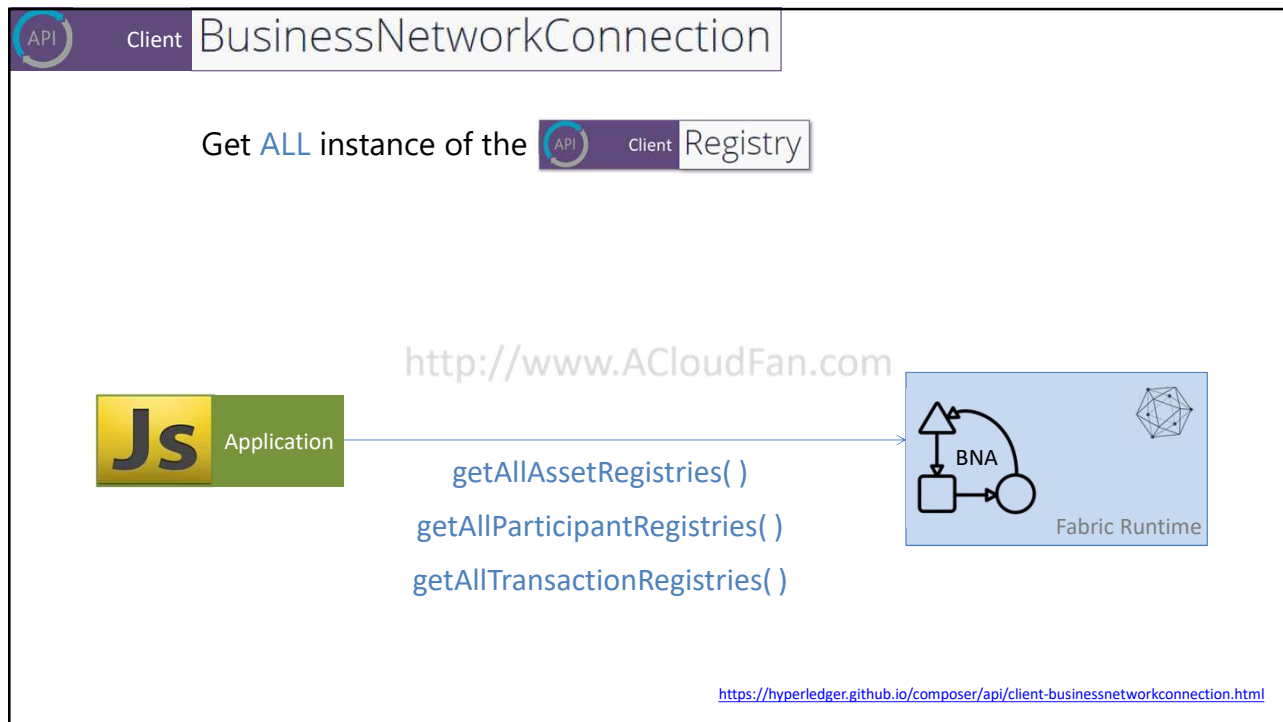 API Client BusinessNetworkConnection
Get ALL instance of the API Client Registry
http://www.ACloudFan.com
Js Application
BNA
getAllAssetRegistries( )
getAllParticipantRegistries( )
Fabric Runtime
getAllTransactionRegistries( )
https://hyperledger.github.io/composer/api/client-businessnetworkconnection.html